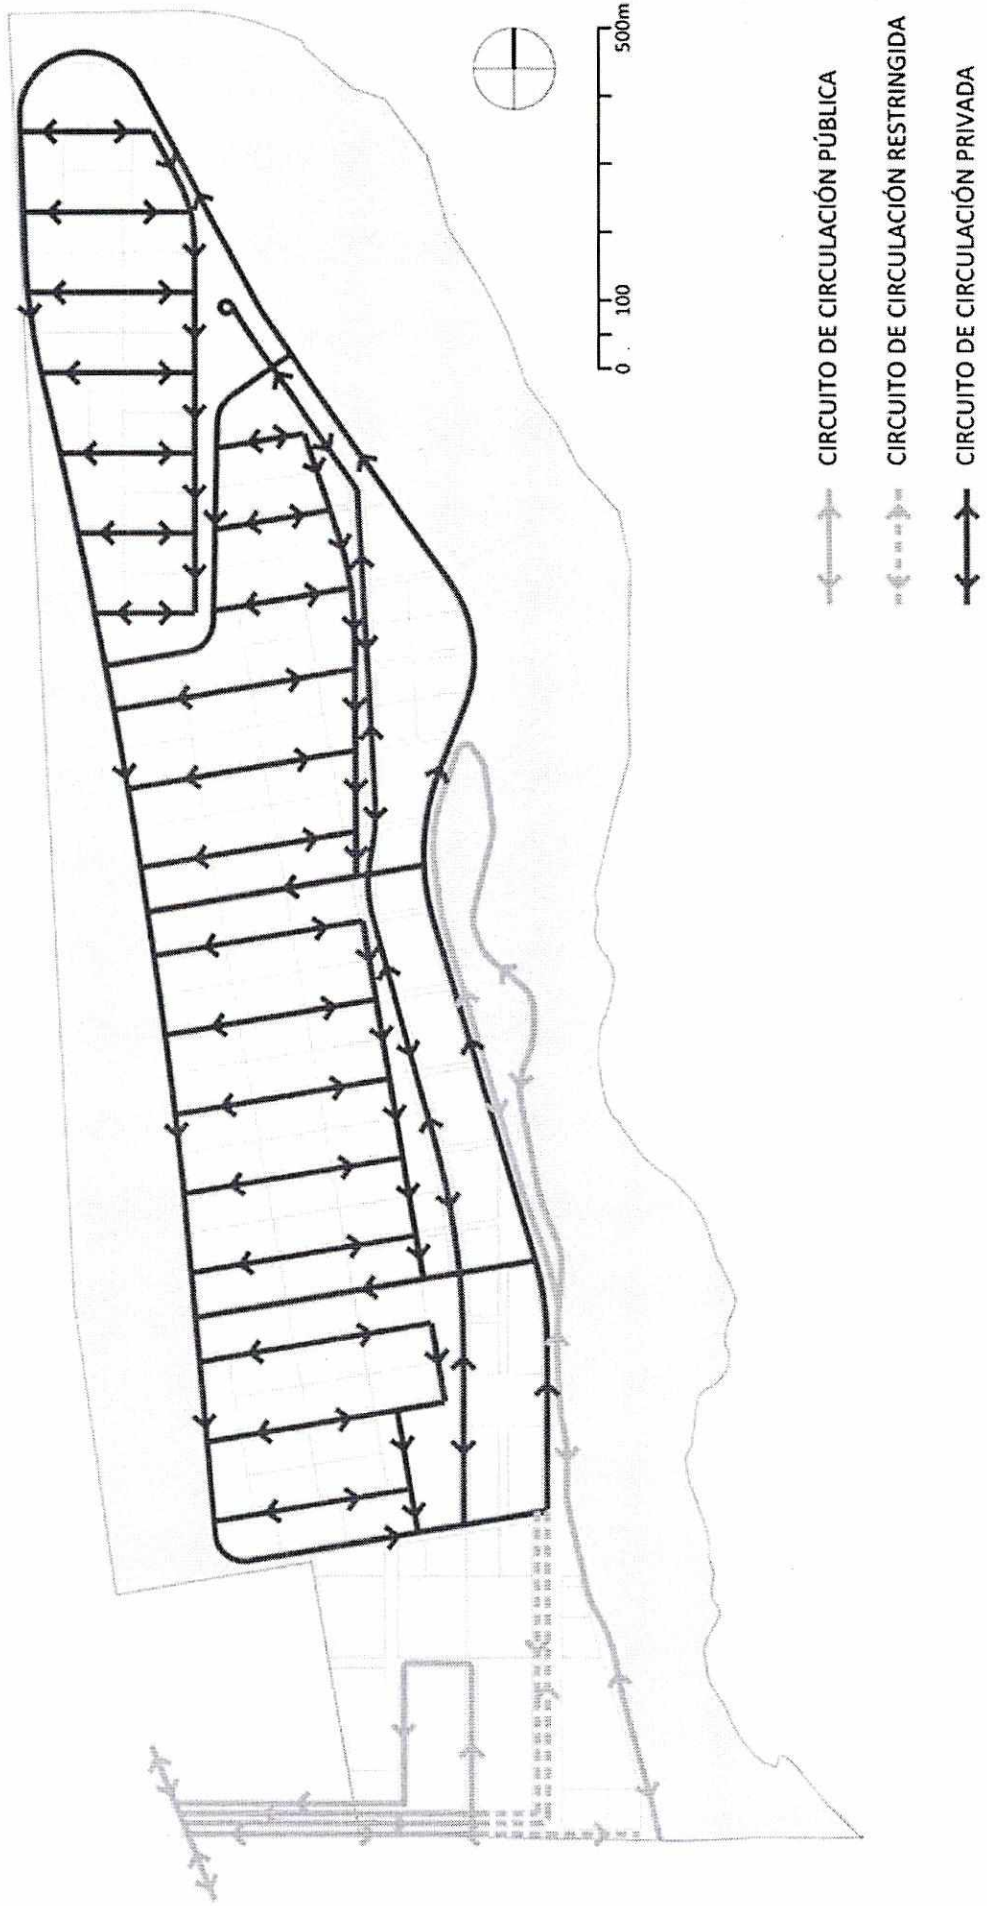 0 100 500m
CIRCUITO DE CIRCULACIÓN PÚBLICA
CIRCUITO DE CIRCULACIÓN RESTRINGIDA
CIRCUITO DE CIRCULACIÓN PRIVADA